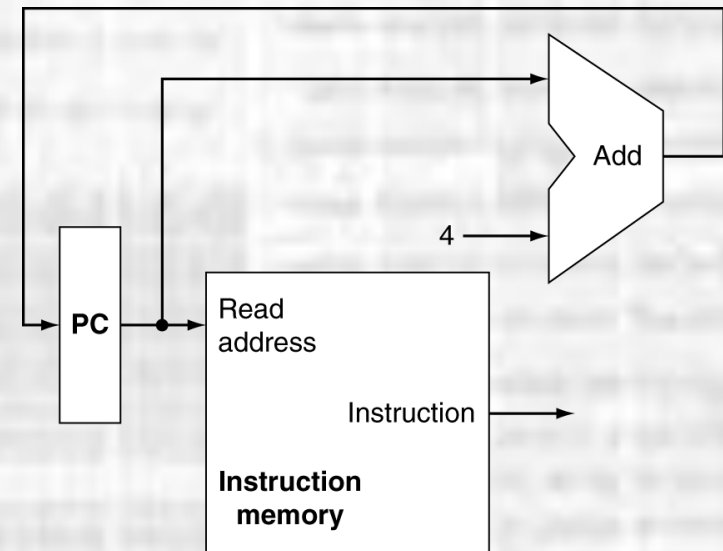 Add
4
PC
Read
address
Instruction
Instruction
memory